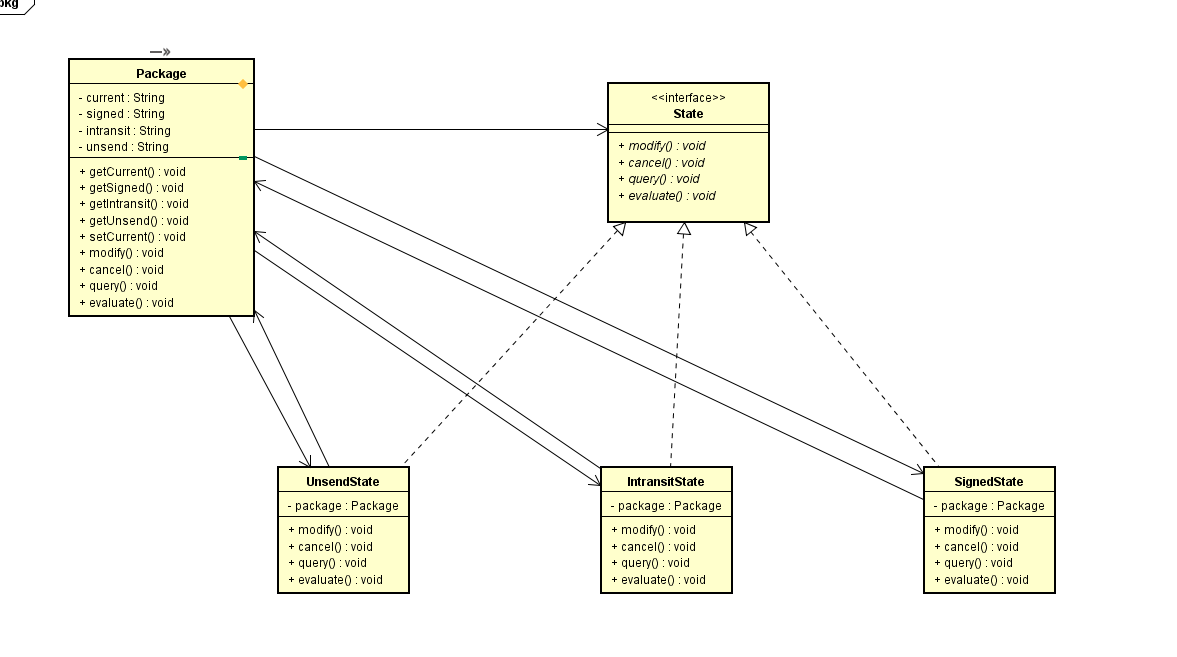 pkg
Package
- current : String
- signed : String
- intransit : String
- unsend : String
+ getCurrent() : void
+ getSigned() : void
+ getIntransit() : void
+ getUnsend() : void
+ setCurrent() : void
+ modify() : void
+ cancel() : void
+ query() : void
+ evaluate() : void
<<interface>>
State
+ modify() : void
+ cancel() : void
+ query() : void
+ evaluate() : void
UnsendState
- package : Package
+ modify() : void
+ cancel() : void
+ query() : void
+ evaluate() : void
IntransitState
- package : Package
+ modify() : void
+ cancel() : void
+ query() : void
+ evaluate() : void
SignedState
- package : Package
+ modify() : void
+ cancel() : void
+ query() : void
+ evaluate() : void